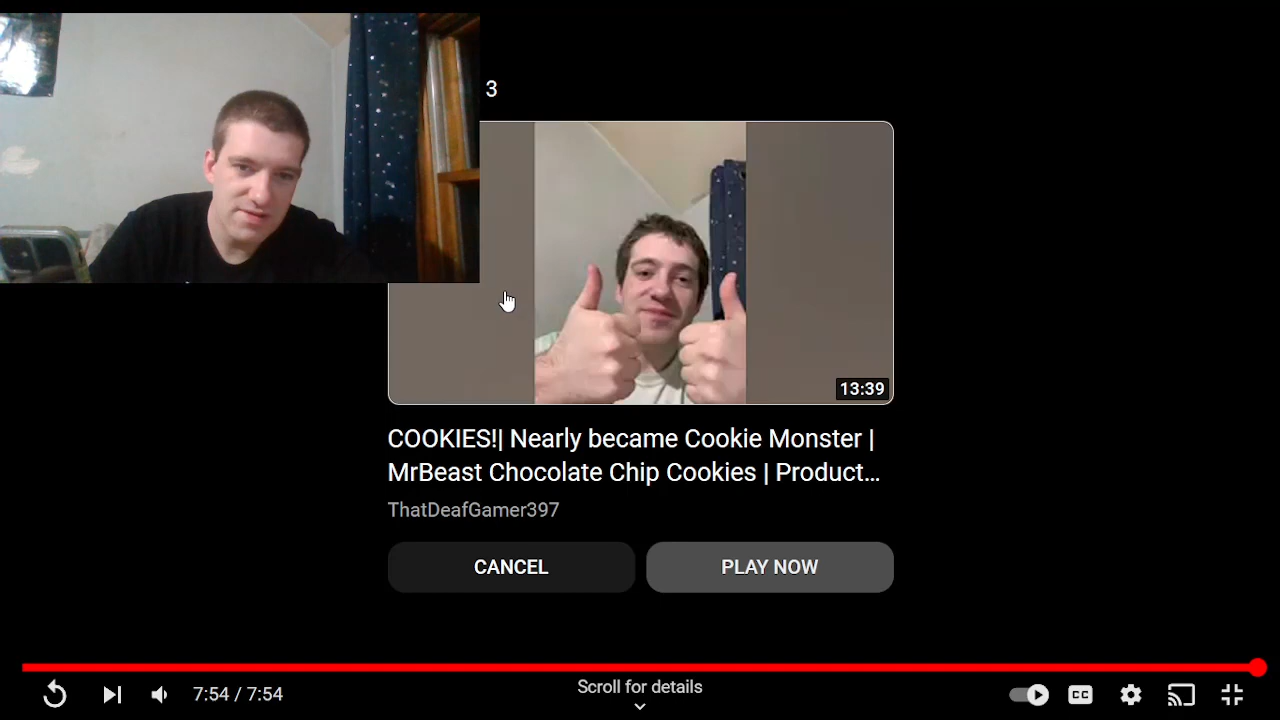 3
13:39
COOKIES!| Nearly became Cookie Monster |
MrBeast Chocolate Chip Cookies | Product...
ThatDeafGamer397
CANCEL
PLAY NOW
Scroll for details
7:54 / 7:54
CC